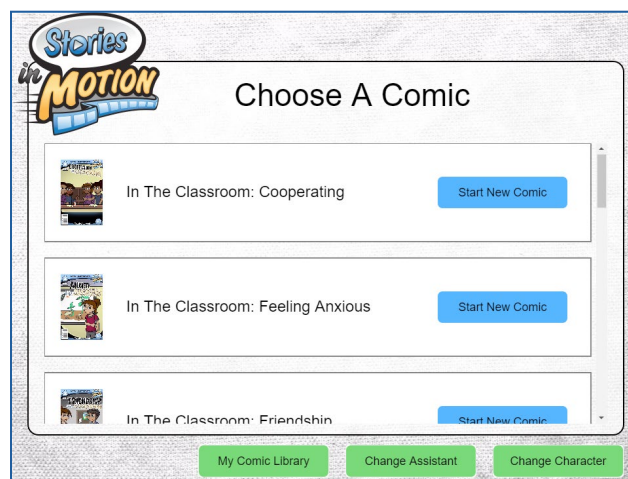 Stories
in
MOTION
Choose A Comic
In The Classroom: Cooperating
Start New Comic
In The Classroom: Feeling Anxious
Start New Comic
In The Classroom: Friendship
Start New Comic
My Comic Library
Change Assistant
Change Character